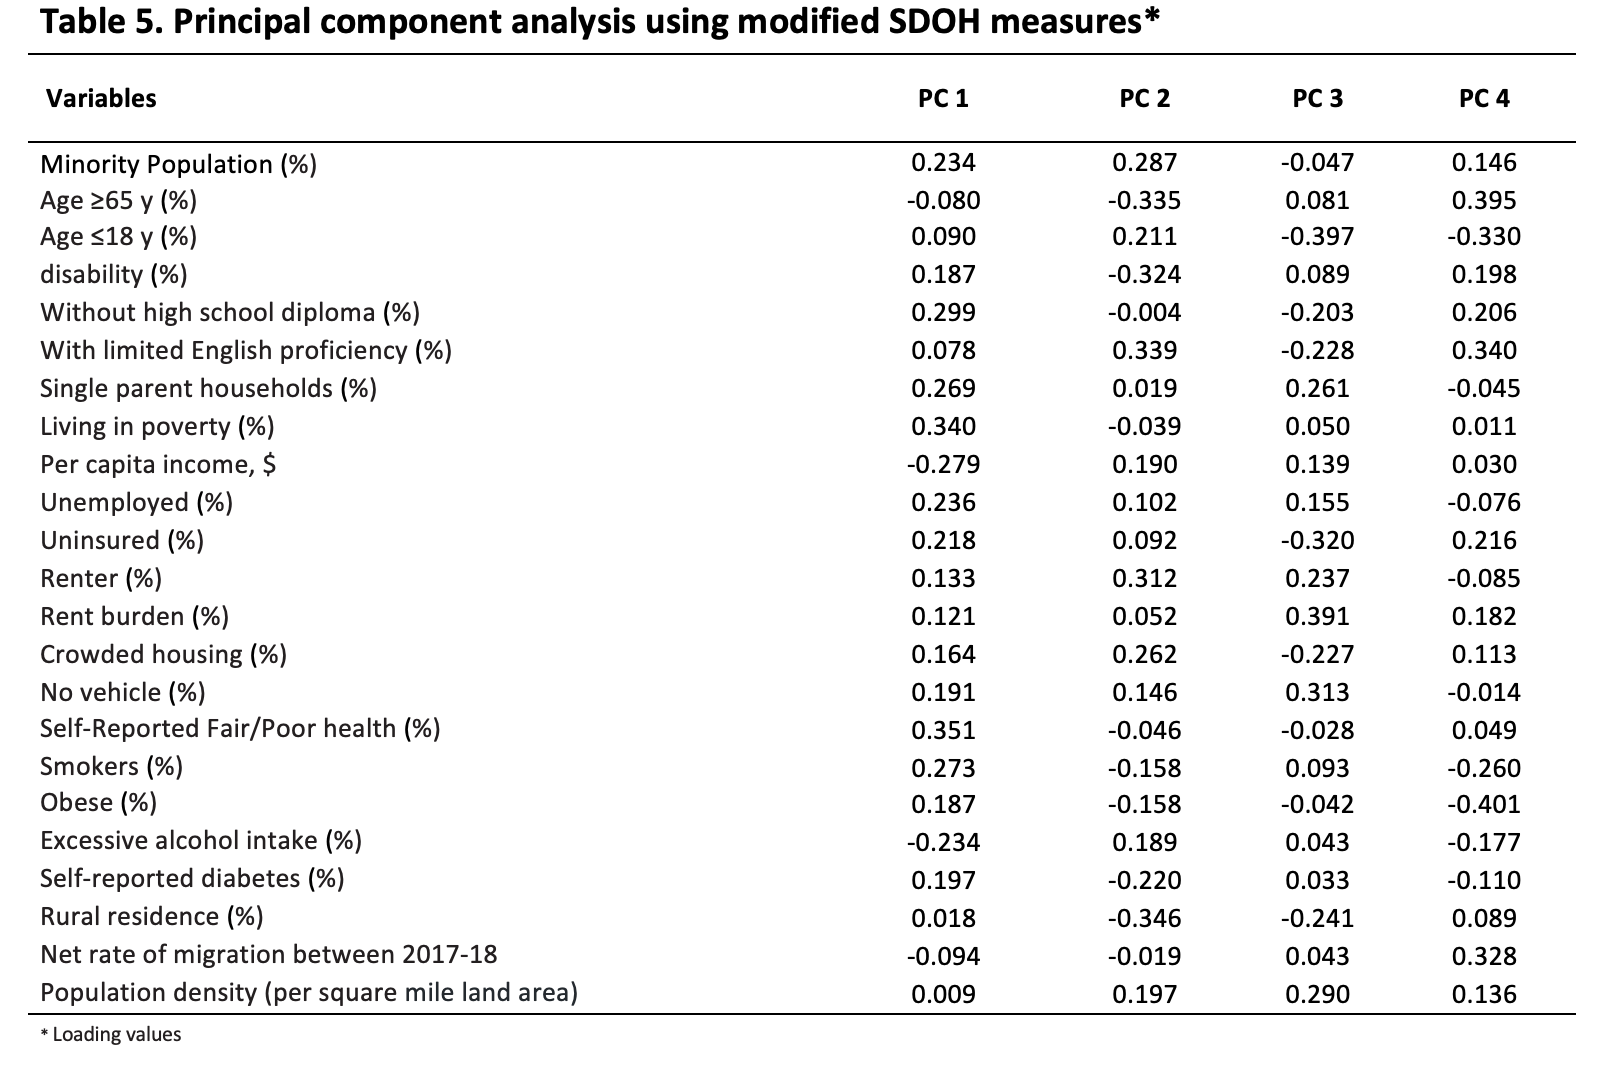 Table 5. Principal component analysis using modified SDOH measures*
Variables PC 1 PC 2 PC 3 PC 4
Minority Population (%) 0.234 0.287 -0.047 0.146
Age ≥65 y (%) -0.080 -0.335 0.081 0.395
Age ≤18 y (%) 0.090 0.211 -0.397 -0.330
disability (%) 0.187 -0.324 0.089 0.198
Without high school diploma (%) 0.299 -0.004 -0.203 0.206
With limited English proficiency (%) 0.078 0.339 -0.228 0.340
Single parent households (%) 0.269 0.019 0.261 -0.045
Living in poverty (%) 0.340 -0.039 0.050 0.011
Per capita income, $ -0.279 0.190 0.139 0.030
Unemployed (%) 0.236 0.102 0.155 -0.076
Uninsured (%) 0.218 0.092 -0.320 0.216
Renter (%) 0.133 0.312 0.237 -0.085
Rent burden (%) 0.121 0.052 0.391 0.182
Crowded housing (%) 0.164 0.262 -0.227 0.113
No vehicle (%) 0.191 0.146 0.313 -0.014
Self-Reported Fair/Poor health (%) 0.351 -0.046 -0.028 0.049
Smokers (%) 0.273 -0.158 0.093 -0.260
Obese (%) 0.187 -0.158 -0.042 -0.401
Excessive alcohol intake (%) -0.234 0.189 0.043 -0.177
Self-reported diabetes (%) 0.197 -0.220 0.033 -0.110
Rural residence (%) 0.018 -0.346 -0.241 0.089
Net rate of migration between 2017-18 -0.094 -0.019 0.043 0.328
Population density (per square mile land area) 0.009 0.197 0.290 0.136
* Loading values